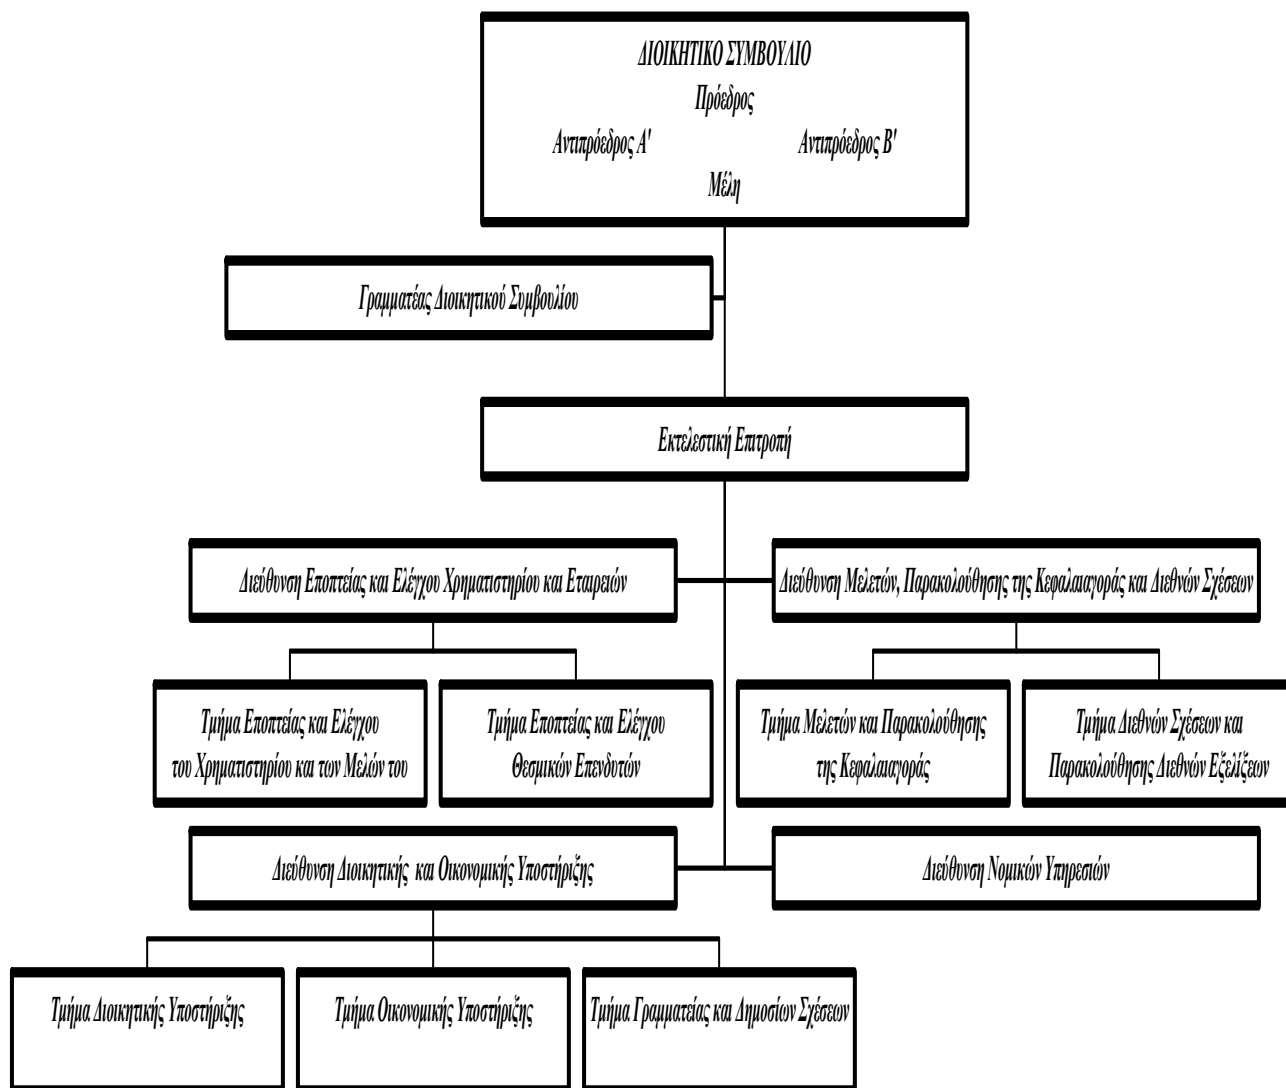 ΔΙΟΙΚΗΤΙΚΟ ΣΥΜΒΟΥΛΙΟ
Πρόεδρος
Αντιπρόεδρος Α' Αντιπρόεδρος Β'
Μέλη
Γραμματέας Διοικητικού Συμβουλίου
Εκτελεστική Επιτροπή
Διεύθυνση Εποπτείας και Ελέγχου Χρηματιστηρίου και Εταιρειών
Διεύθυνση Μελετών, Παρακολούθησης της Κεφαλαιαγοράς και Διεθνών Σχέσεων
Τμήμα Εποπτείας και Ελέγχου
του Χρηματιστηρίου και των Μελών του
Τμήμα Εποπτείας και Ελέγχου
Θεσμικών Επενδυτών
Τμήμα Μελετών και Παρακολούθησης
της Κεφαλαιαγοράς
Τμήμα Διεθνών Σχέσεων και
Παρακολούθησης Διεθνών Εξελίξεων
Διεύθυνση Διοικητικής και Οικονομικής Υποστήριξης
Διεύθυνση Νομικών Υπηρεσιών
Τμήμα Διοικητικής Υποστήριξης
Τμήμα Οικονομικής Υποστήριξης
Τμήμα Γραμματείας και Δημοσίων Σχέσεων